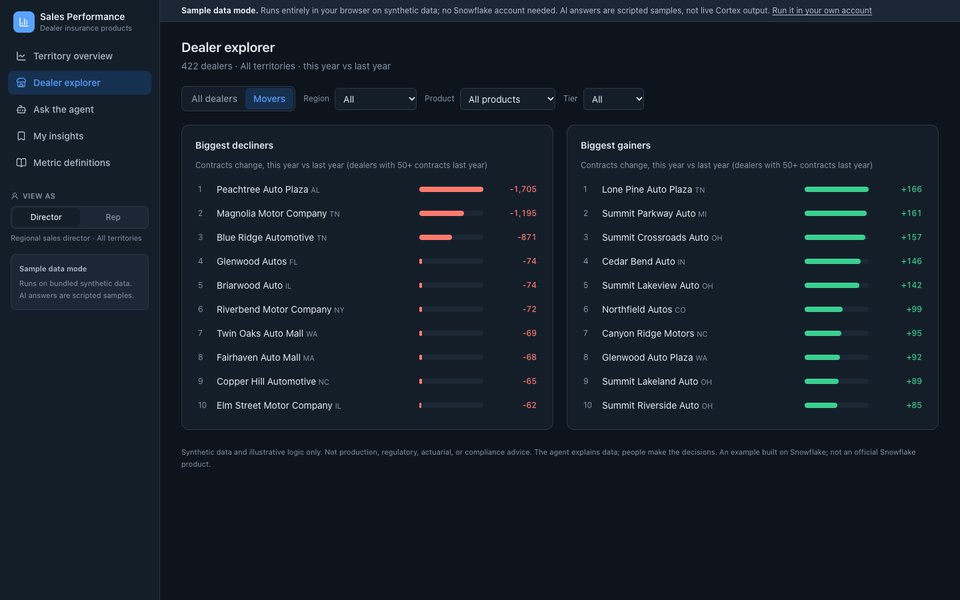 Sample data mode. Runs entirely in your browser on synthetic data; no Snowflake account needed. AI answers are scripted samples, not live Cortex output. Run it in your own account
Sales Performance
Dealer insurance products
Territory overview
Dealer explorer
Ask the agent
My insights
Metric definitions
VIEW AS
Director Rep
Regional sales director · All territories
Sample data mode
Runs on bundled synthetic data.
AI answers are scripted samples.
Dealer explorer
422 dealers · All territories · this year vs last year
All dealers Movers Region All Product All products Tier All
Biggest decliners
Contracts change, this year vs last year (dealers with 50+ contracts last year)
1 Peachtree Auto Plaza AL -1,705
2 Magnolia Motor Company TN -1,195
3 Blue Ridge Automotive TN -871
4 Glenwood Autos FL -74
5 Briarwood Auto IL -74
6 Riverbend Motor Company NY -72
7 Twin Oaks Auto Mall WA -69
8 Fairhaven Auto Mall MA -68
9 Copper Hill Automotive NC -65
10 Elm Street Motor Company IL -62
Biggest gainers
Contracts change, this year vs last year (dealers with 50+ contracts last year)
1 Lone Pine Auto Plaza TN +166
2 Summit Parkway Auto MI +161
3 Summit Crossroads Auto OH +157
4 Cedar Bend Auto IN +146
5 Summit Lakeview Auto OH +142
6 Northfield Autos CO +99
7 Canyon Ridge Motors NC +95
8 Glenwood Auto Plaza WA +92
9 Summit Lakeland Auto OH +89
10 Summit Riverside Auto OH +85
Synthetic data and illustrative logic only. Not production, regulatory, actuarial, or compliance advice. The agent explains data; people make the decisions. An example built on Snowflake; not an official Snowflake
product.